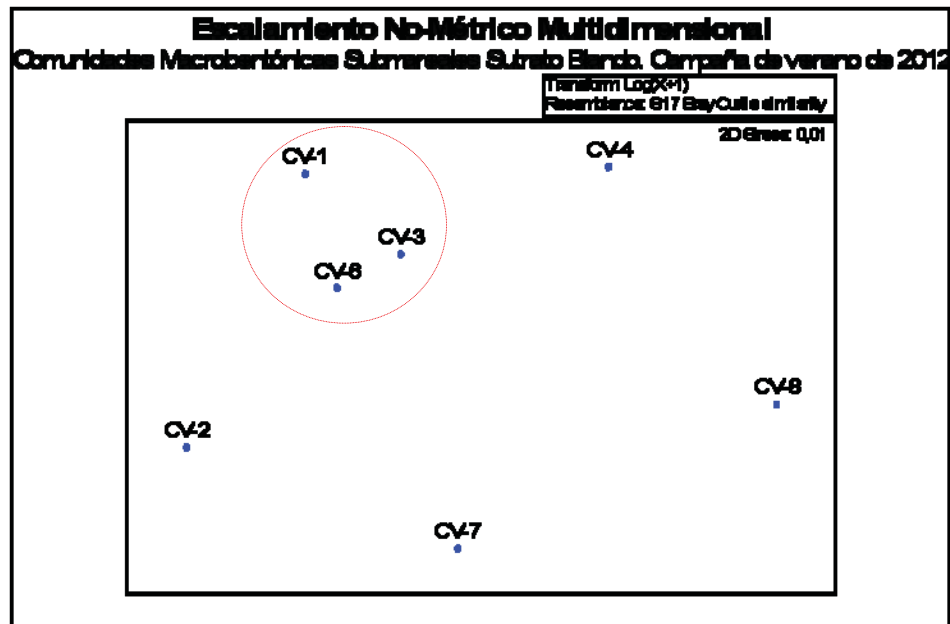 Escalamiento No-Métrico Multidimensional
Comunidades Macrobentónicas Submareales Sutrato Blando. Campaña de verano de 2012
Transform: Log(X+1)
Resemblance: S17 Bray Curtis similarity
2D Stress: 0,01
CV-1
CV-4
CV-3
CV-6
CV-8
CV-2
CV-7